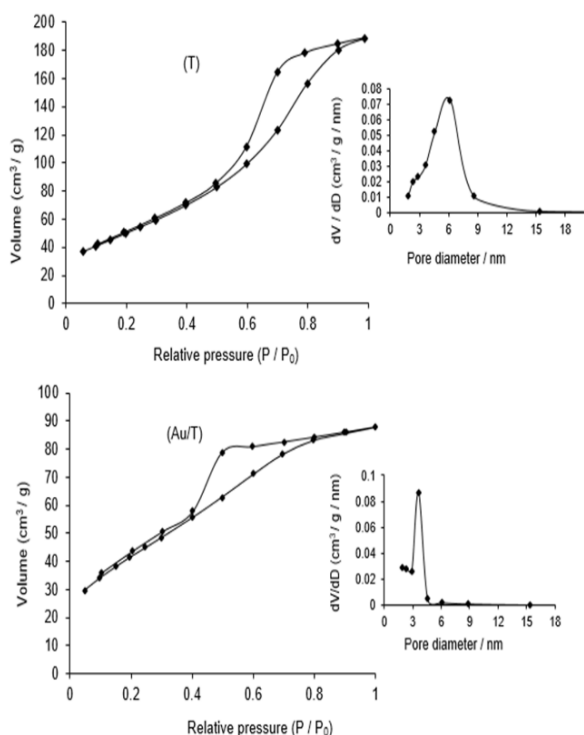 200
180
160
140
120
100
80
60
40
20
0
Volume (cm³ / g)
(T)
0 0.2 0.4 0.6 0.8 1
Relative pressure (P / P₀)
0.08
0.07
0.06
0.05
0.04
0.03
0.02
0.01
0
dV / dD (cm³ / g / nm)
0 3 6 9 12 15 18
Pore diameter / nm
100
90
80
70
60
50
40
30
20
10
0
Volume (cm³ / g)
(Au/T)
0 0.2 0.4 0.6 0.8 1
Relative pressure (P / P₀)
0.1
0.08
0.06
0.04
0.02
0
dV/dD (cm³ / g / nm)
0 3 6 9 12 15 18
Pore diameter / nm